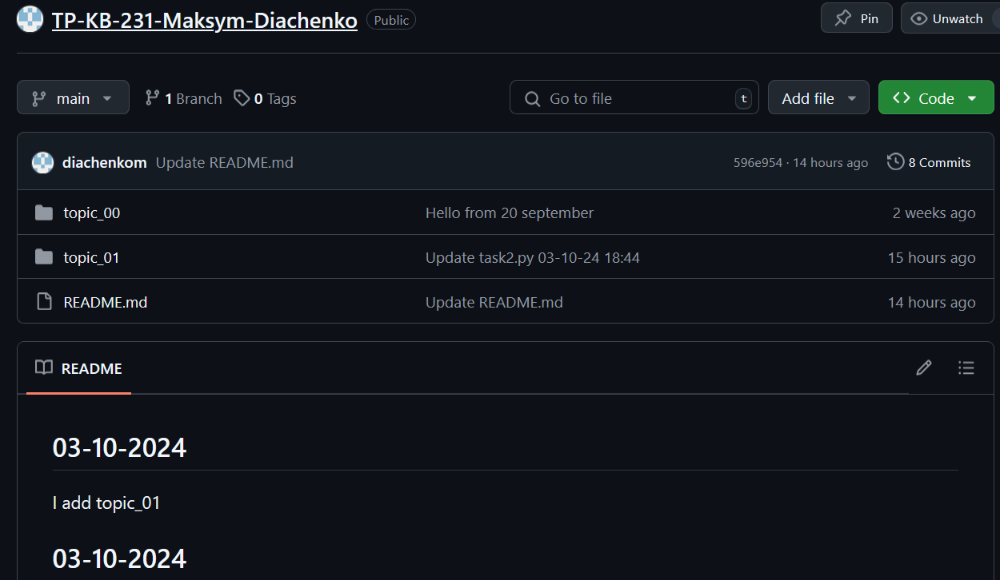 TP-KB-231-Maksym-Diachenko Public Pin Unwatch
main 1 Branch 0 Tags Go to file t Add file Code
diachenkom Update README.md 596e954 · 14 hours ago 8 Commits
topic_00 Hello from 20 september 2 weeks ago
topic_01 Update task2.py 03-10-24 18:44 15 hours ago
README.md Update README.md 14 hours ago
README
03-10-2024
I add topic_01
03-10-2024